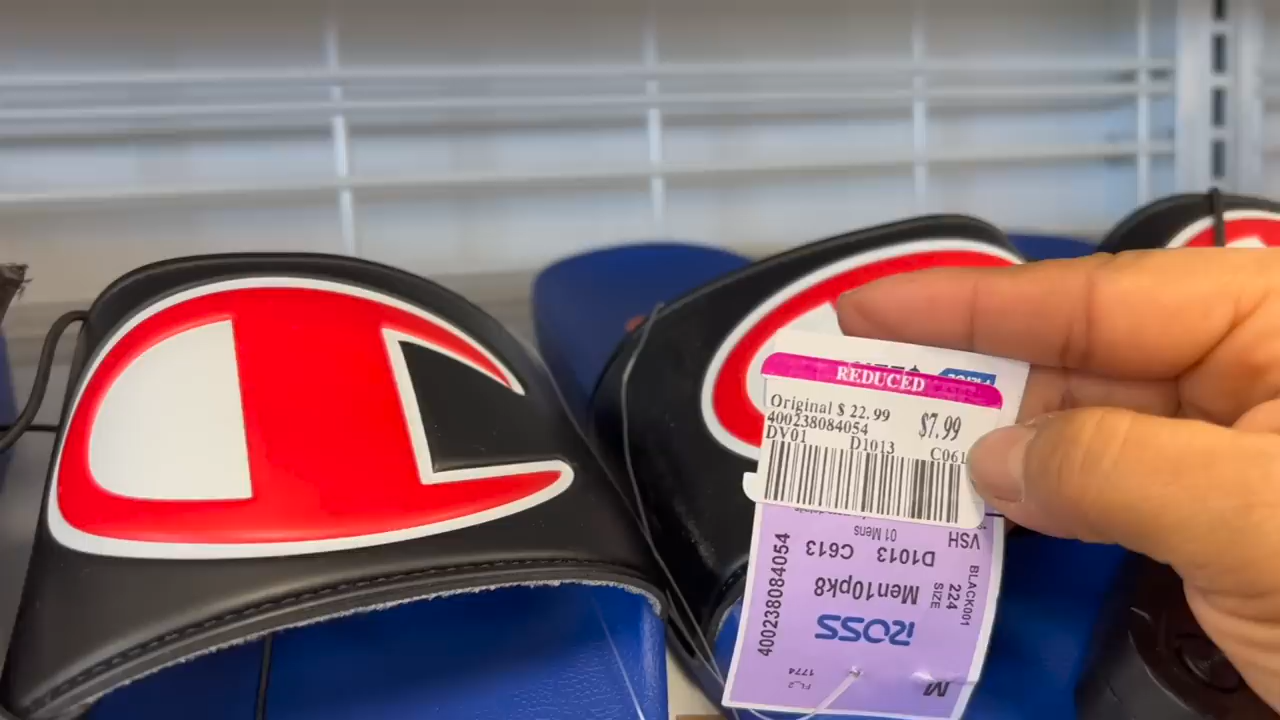 REDUCED
Original $ 22.99
$7.99
400238084054
DV01 D1013 C061
01 Mens
VSH
D1013 C613
Men10pk8
BLACK001
224
SIZE
400238084054
ROSS
FL_2
1774
M